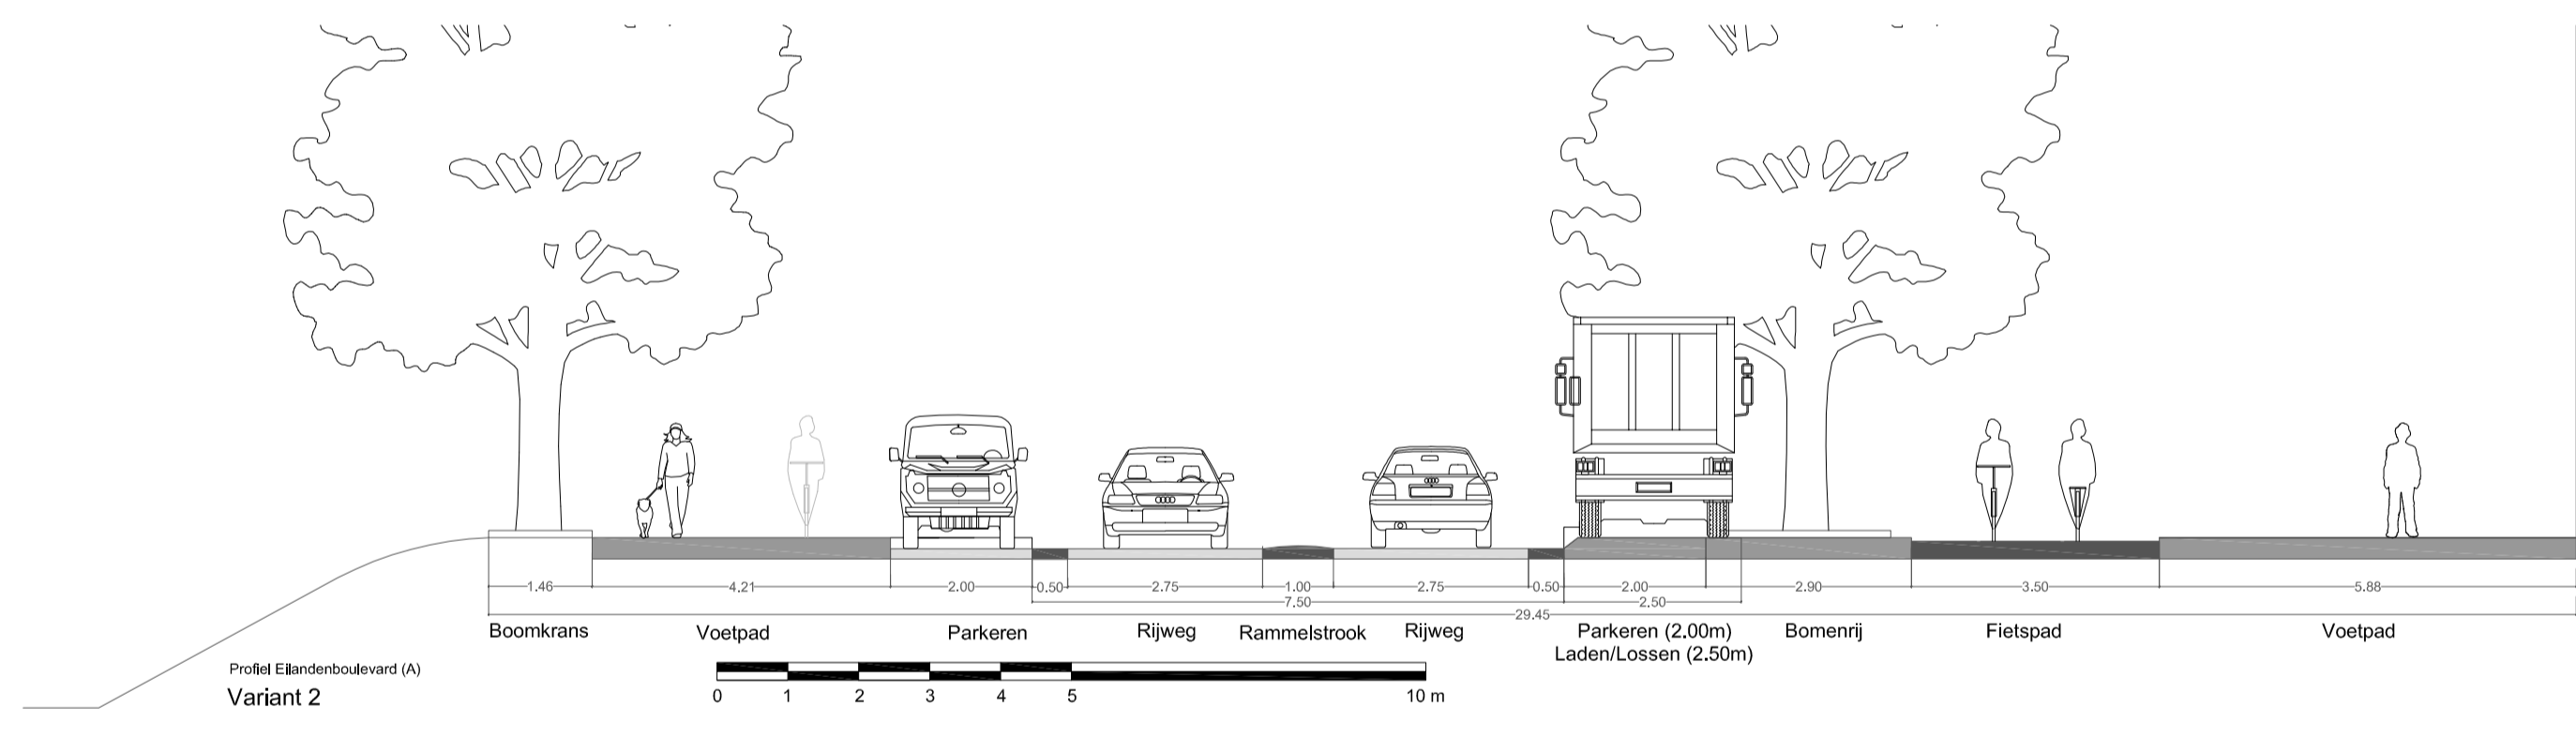 1.46 4.21 2.00 0.50 2.75 1.00 2.75 0.50 2.00 2.90 3.50 5.88
7.50 2.50
29.45
Boomkrans Voetpad Parkeren Rijweg Rammelstrook Rijweg Parkeren (2.00m) Bomenrij Fietspad Voetpad
Laden/Lossen (2.50m)
Profiel Eilandenboulevard (A)
Variant 2
0 1 2 3 4 5 10 m